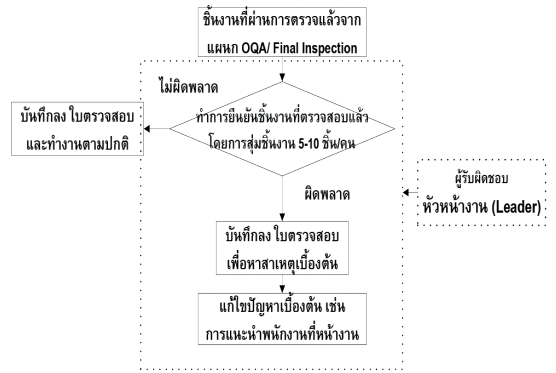 ชิ้นงานที่ผ่านการตรวจแล้วจาก
แผนก OQA/ Final Inspection
ไม่ผิดพลาด
ทำการยืนยันชิ้นงานที่ตรวจสอบแล้ว
โดยการสุ่มชิ้นงาน 5-10 ชิ้น/คน
บันทึกลง ใบตรวจสอบ
และทำงานตามปกติ
ผู้รับผิดชอบ
หัวหน้างาน (Leader)
ผิดพลาด
บันทึกลง ใบตรวจสอบ
เพื่อหาสาเหตุเบื้องต้น
แก้ไขปัญหาเบื้องต้น เช่น
การแนะนำพนักงานที่หน้างาน